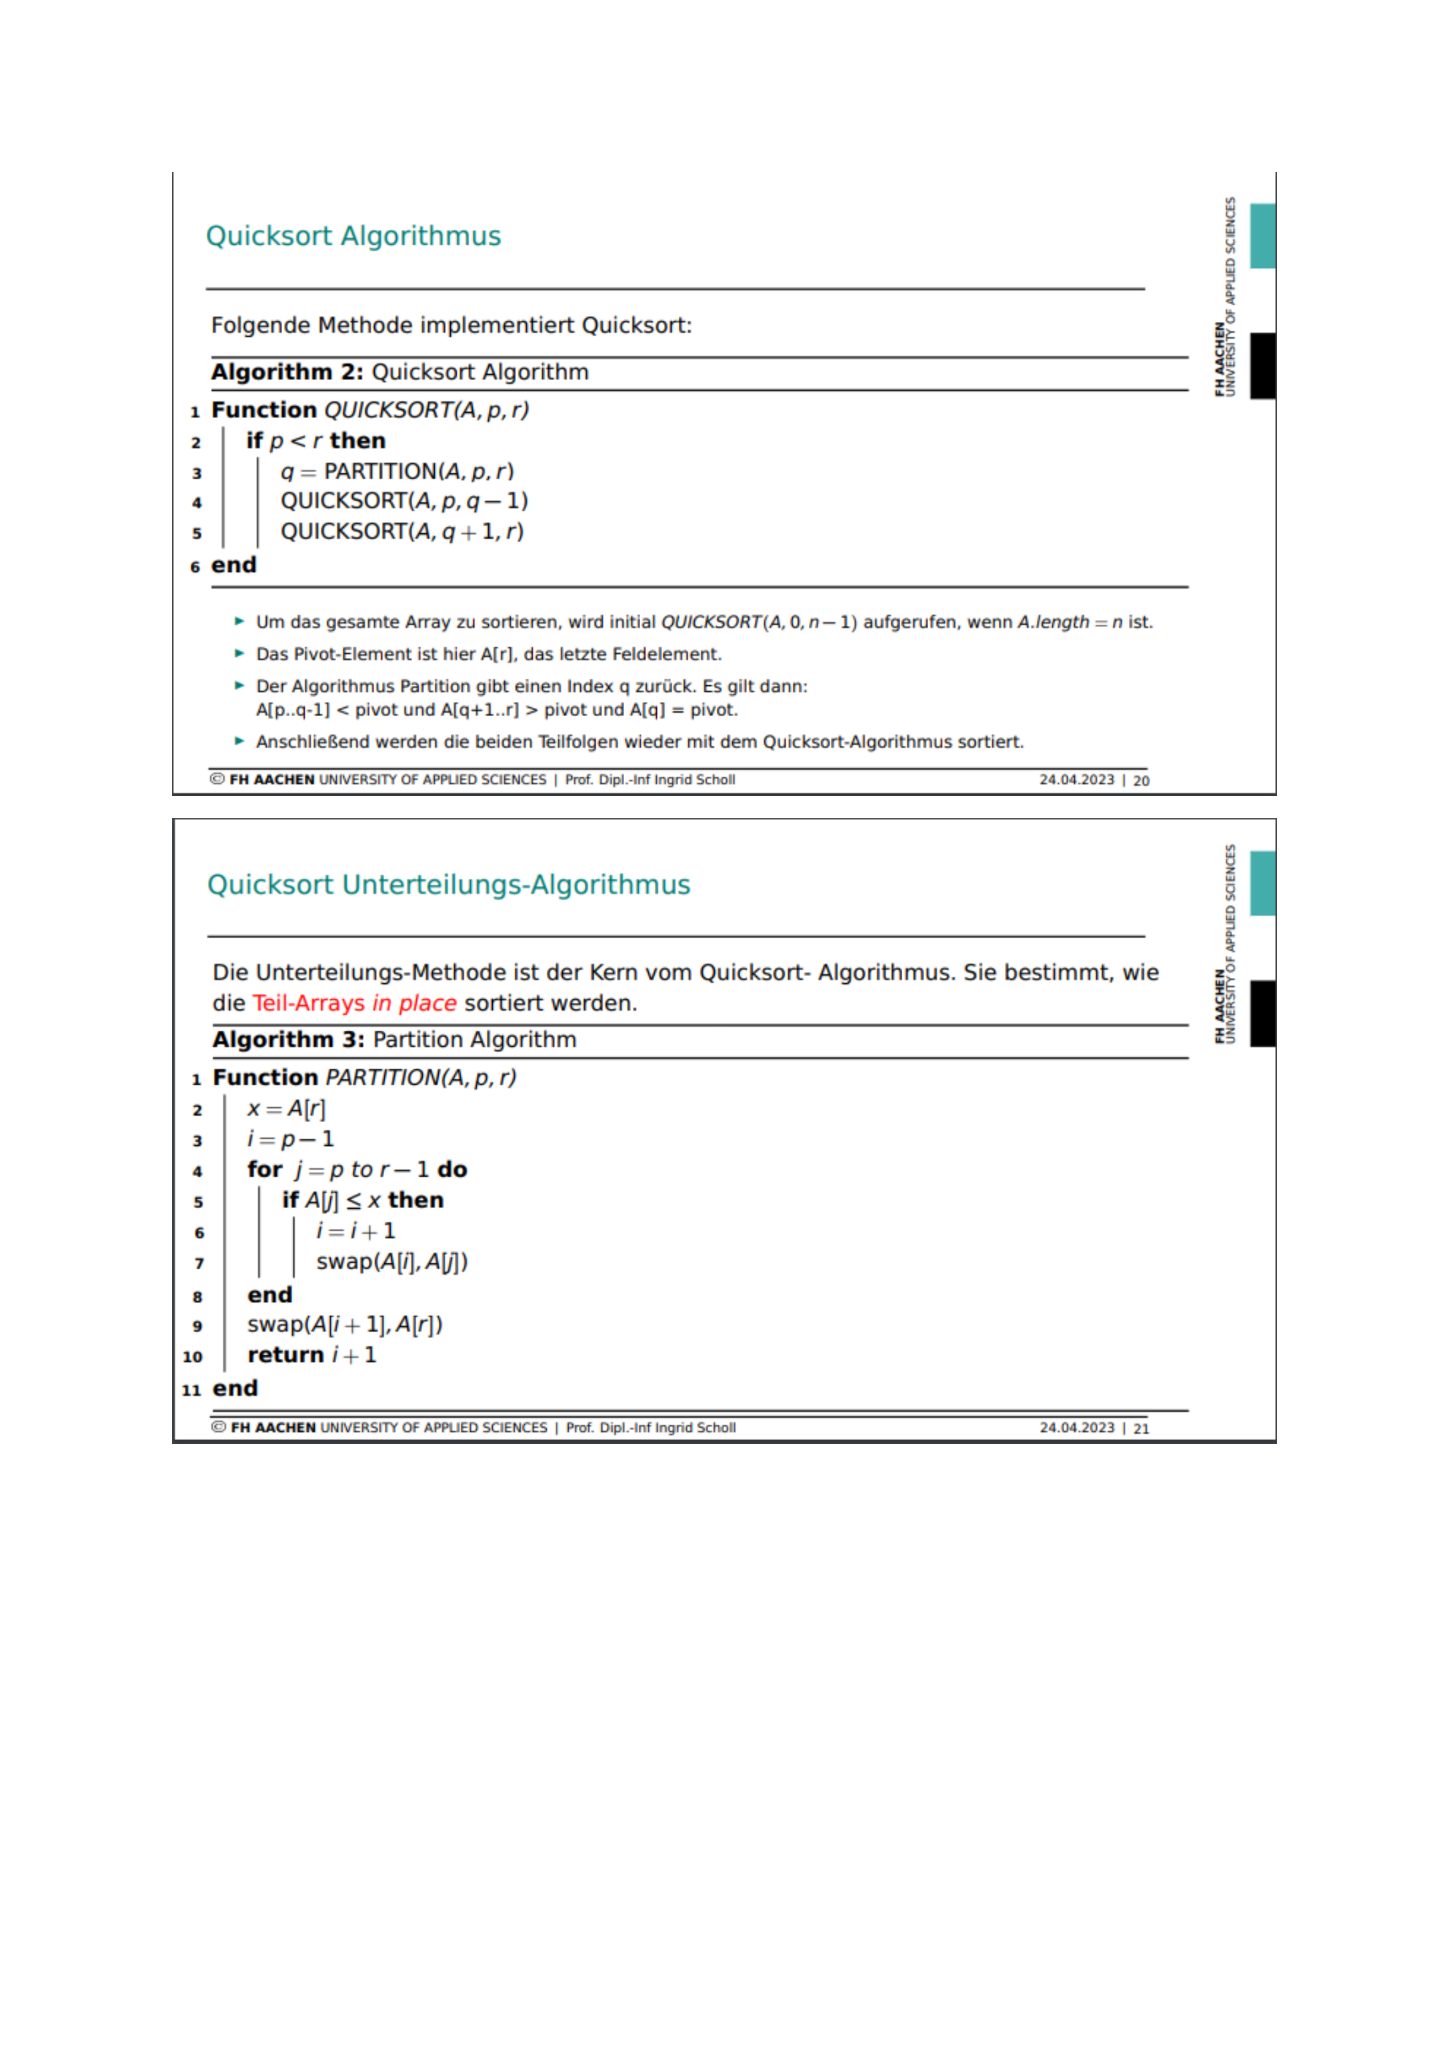 Quicksort Algorithmus
FH AACHEN
UNIVERSITY OF APPLIED SCIENCES
Folgende Methode implementiert Quicksort:
Algorithm 2: Quicksort Algorithm
1 Function QUICKSORT(A, p, r)
2 if p < r then
3 q = PARTITION(A, p, r)
4 QUICKSORT(A, p, q − 1)
5 QUICKSORT(A, q + 1, r)
6 end
► Um das gesamte Array zu sortieren, wird initial QUICKSORT(A, 0, n − 1) aufgerufen, wenn A.length = n ist.
► Das Pivot-Element ist hier A[r], das letzte Feldelement.
► Der Algorithmus Partition gibt einen Index q zurück. Es gilt dann:
A[p..q-1] < pivot und A[q+1..r] > pivot und A[q] = pivot.
► Anschließend werden die beiden Teilfolgen wieder mit dem Quicksort-Algorithmus sortiert.
© FH AACHEN UNIVERSITY OF APPLIED SCIENCES | Prof. Dipl.-Inf Ingrid Scholl 24.04.2023 | 20
Quicksort Unterteilungs-Algorithmus
FH AACHEN
UNIVERSITY OF APPLIED SCIENCES
Die Unterteilungs-Methode ist der Kern vom Quicksort- Algorithmus. Sie bestimmt, wie
die Teil-Arrays in place sortiert werden.
Algorithm 3: Partition Algorithm
1 Function PARTITION(A, p, r)
2 x = A[r]
3 i = p − 1
4 for j = p to r − 1 do
5 if A[j] ≤ x then
6 i = i + 1
7 swap(A[i], A[j])
8 end
9 swap(A[i + 1], A[r])
10 return i + 1
11 end
© FH AACHEN UNIVERSITY OF APPLIED SCIENCES | Prof. Dipl.-Inf Ingrid Scholl 24.04.2023 | 21